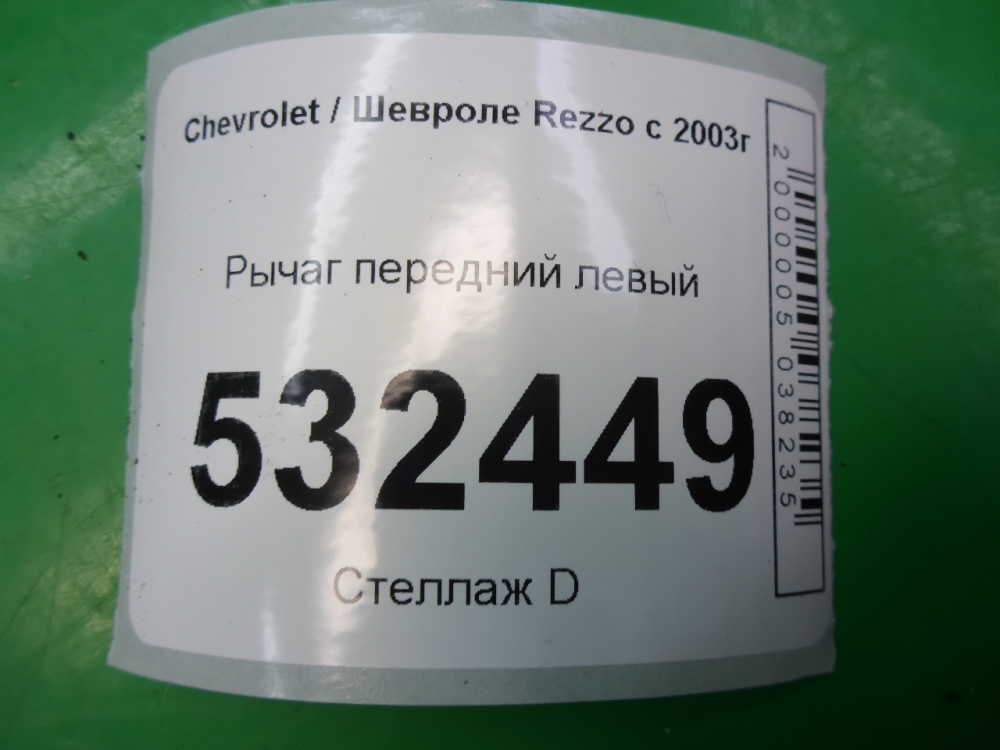 Chevrolet / Шевроле Rezzo с 2003г
Рычаг передний левый
532449
Стеллаж D
2000005038235